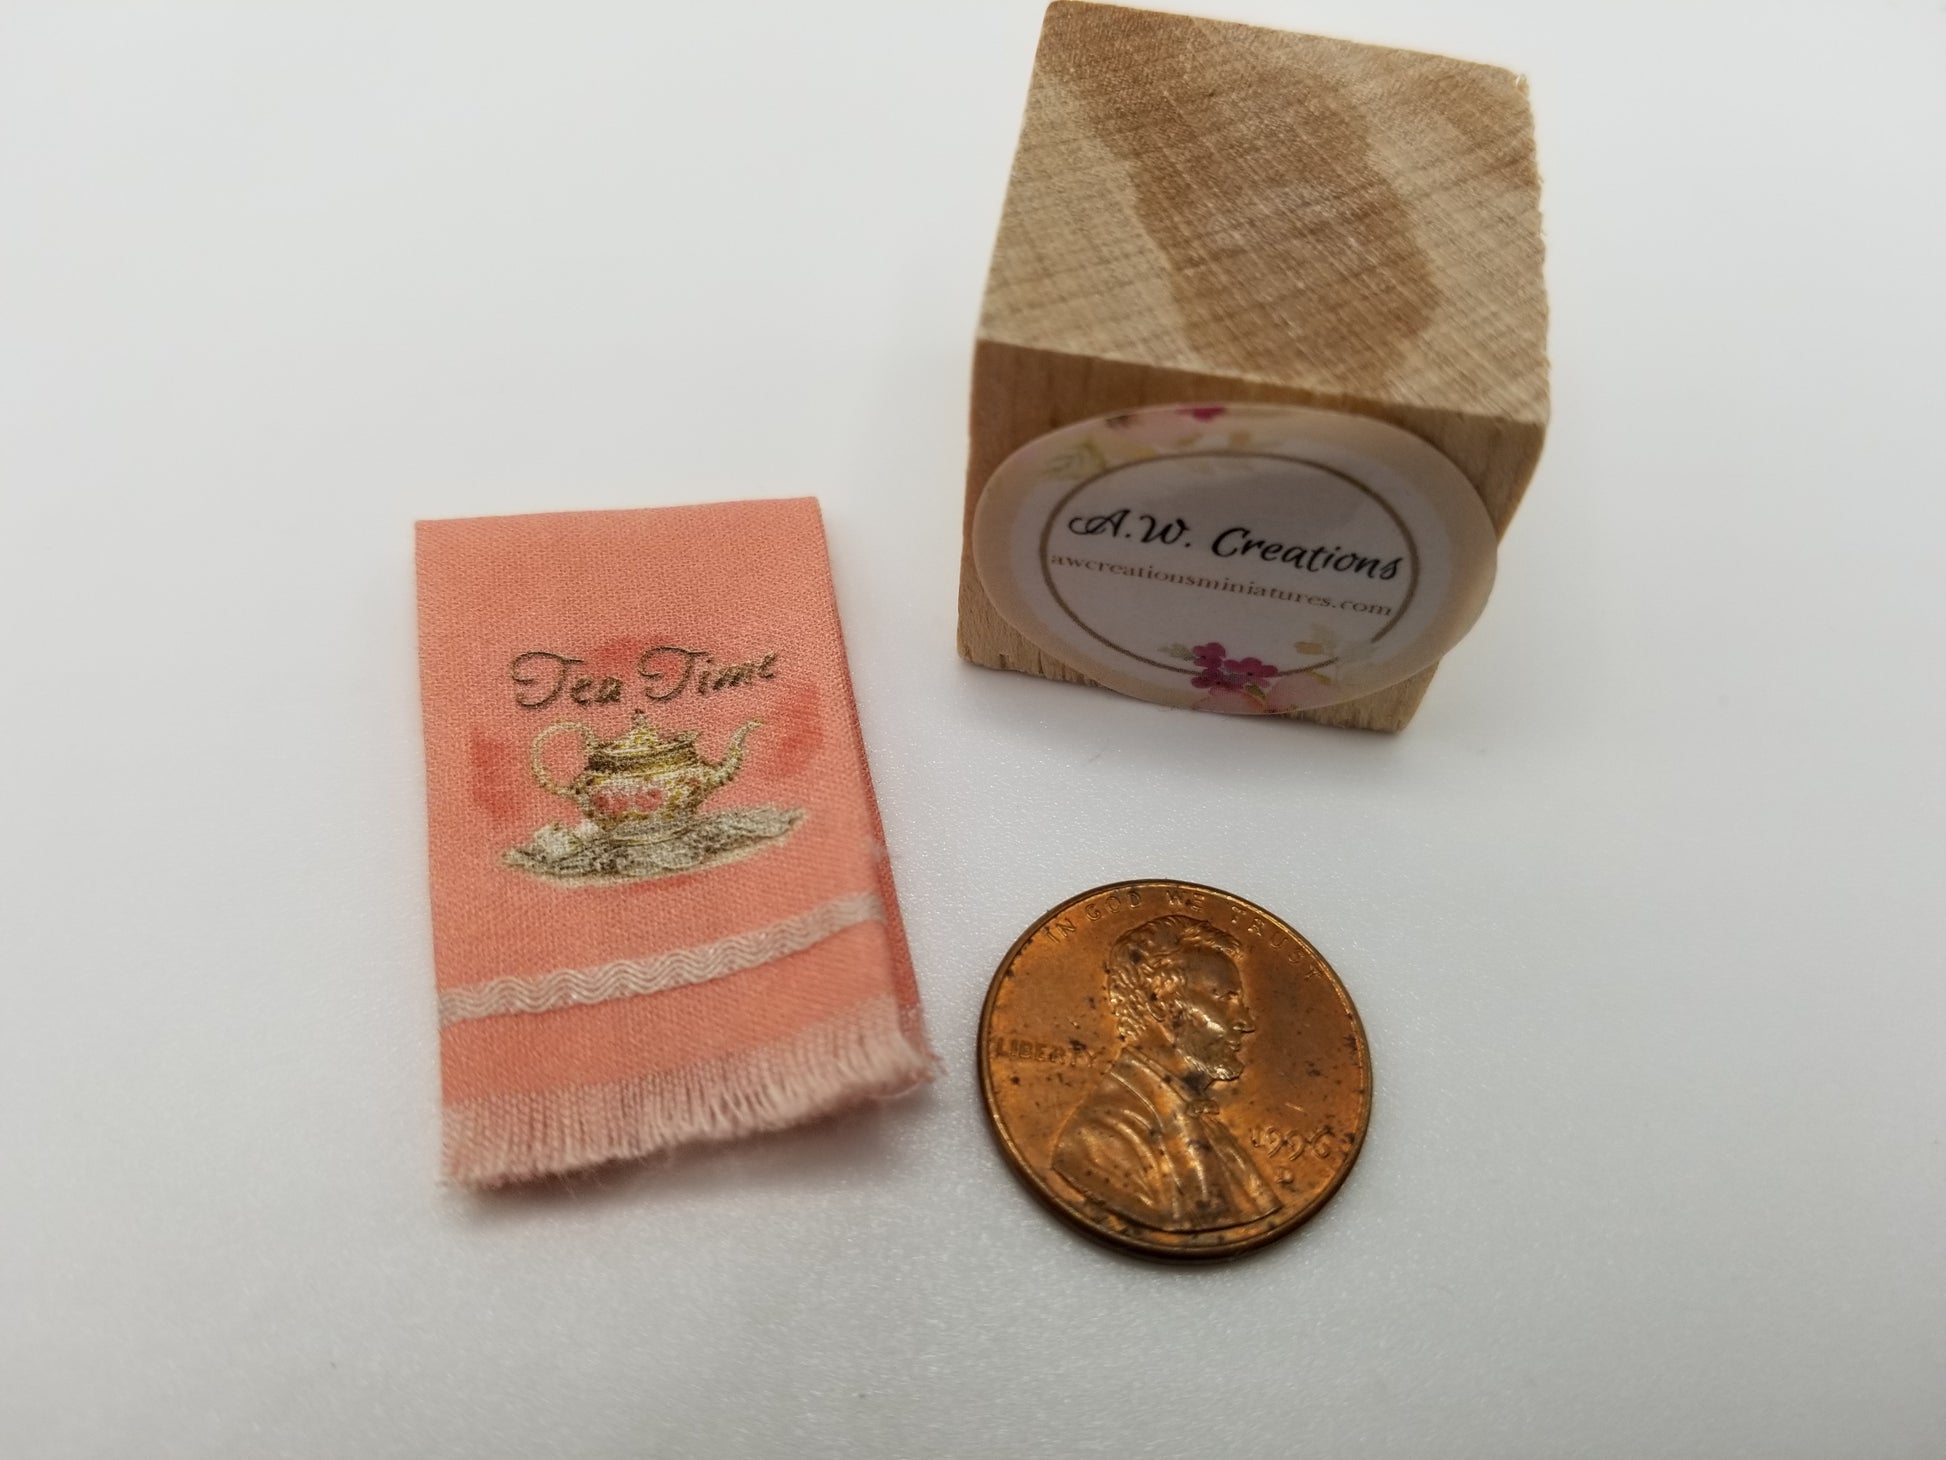 A.W. Creations
awcreationsminiatures.com
Tea Time
IN GOD WE TRUST
LIBERTY
1996
D